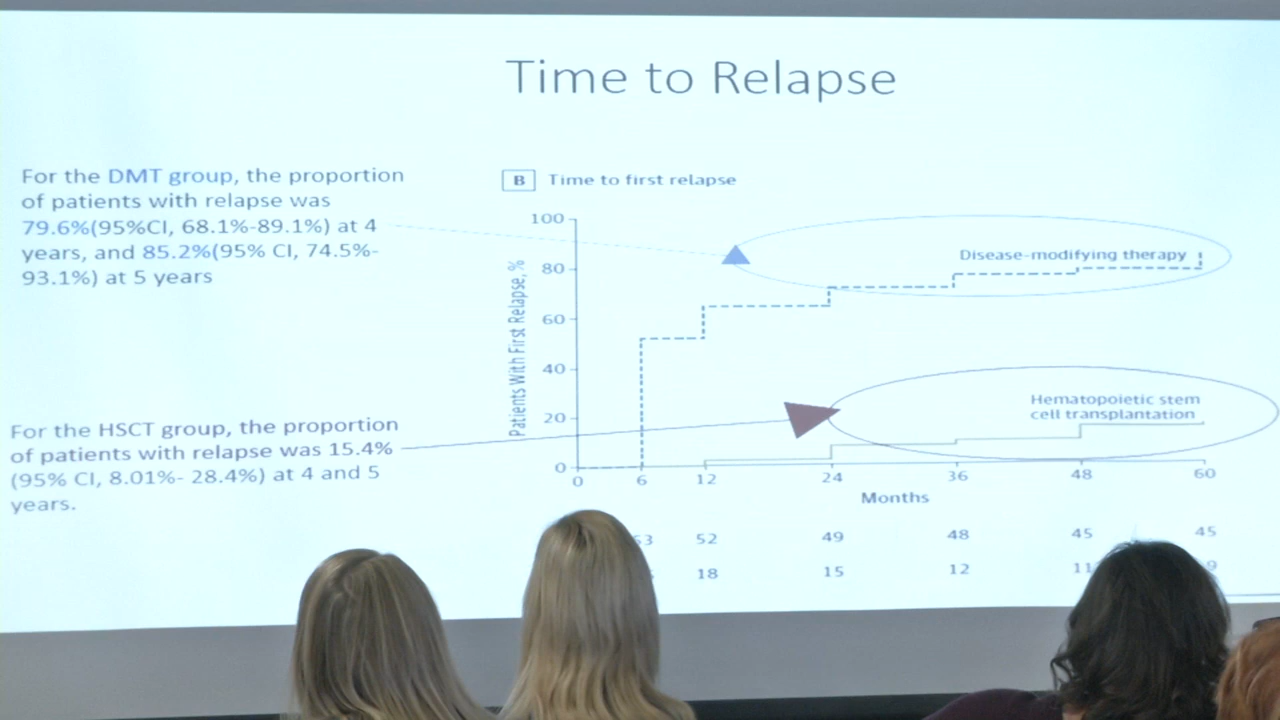 Time to Relapse
For the DMT group, the proportion
of patients with relapse was
79.6%(95%CI, 68.1%-89.1%) at 4
years, and 85.2%(95% CI, 74.5%-
93.1%) at 5 years
For the HSCT group, the proportion
of patients with relapse was 15.4%
(95% CI, 8.01%- 28.4%) at 4 and 5
years.
B Time to first relapse
Patients With First Relapse, %
100
80
60
40
20
0
Disease-modifying therapy
Hematopoietic stem
cell transplantation
0 6 12 24 36 48 60
Months
52 49 48 45 45
18 15 12